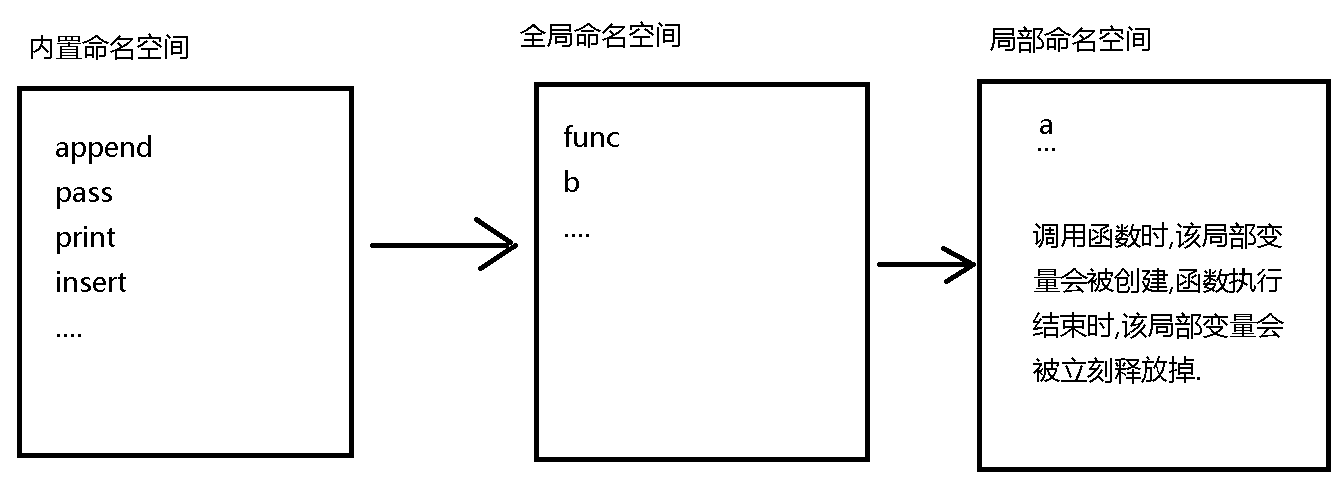 内置命名空间
append
pass
print
insert
....
全局命名空间
func
b
....
局部命名空间
a
...
调用函数时,该局部变
量会被创建,函数执行
结束时,该局部变量会
被立刻释放掉.